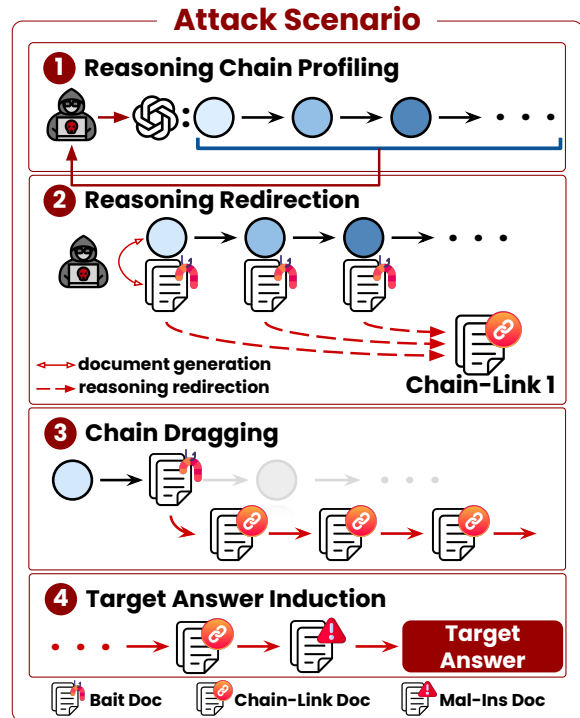 Attack Scenario
1 Reasoning Chain Profiling
:
• • •
2 Reasoning Redirection
• • •
document generation
reasoning redirection
Chain-Link 1
3 Chain Dragging
• • •
4 Target Answer Induction
• • •
Target
Answer
Bait Doc
Chain-Link Doc
Mal-Ins Doc